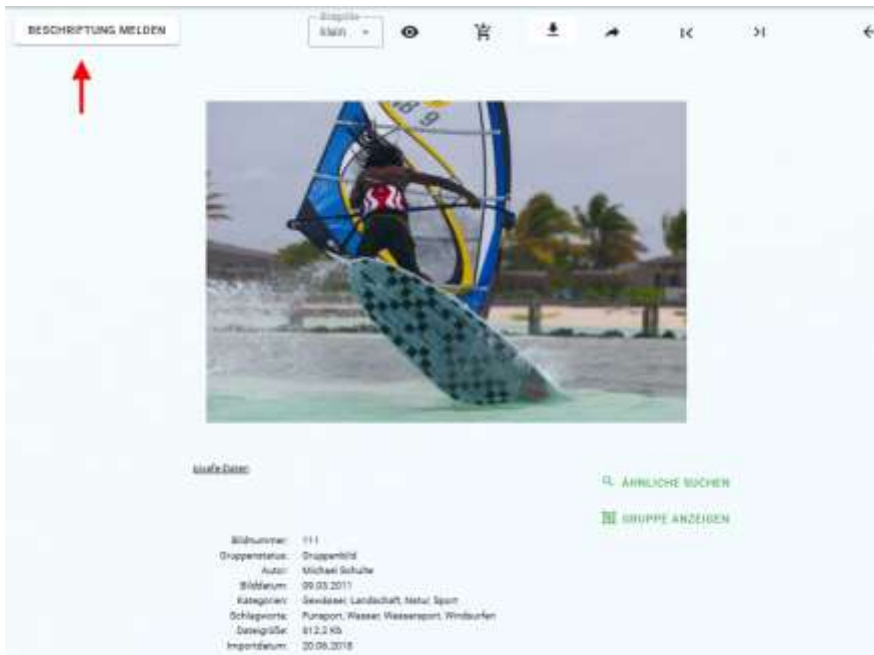 BESCHRIFTUNG MELDEN
klein
ÄHNLICHE SUCHEN
GRUPPE ANZEIGEN
Bildnummer: 111
Gruppenstatus: Gruppenbild
Autor: Michael Schulte
Bilddatum: 09.03.2011
Kategorien: Gewässer, Landschaft, Natur, Sport
Schlagworte: Funsport, Wasser, Wassersport, Windsurfen
Dateigröße: 612.2 Kb
Importdatum: 20.06.2018